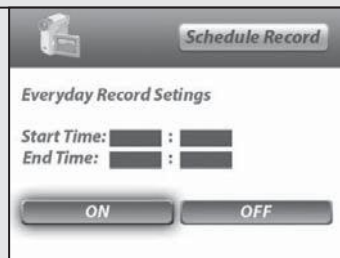 Schedule Record
Everyday Record Setings
Start Time: :
End Time: :
ON OFF